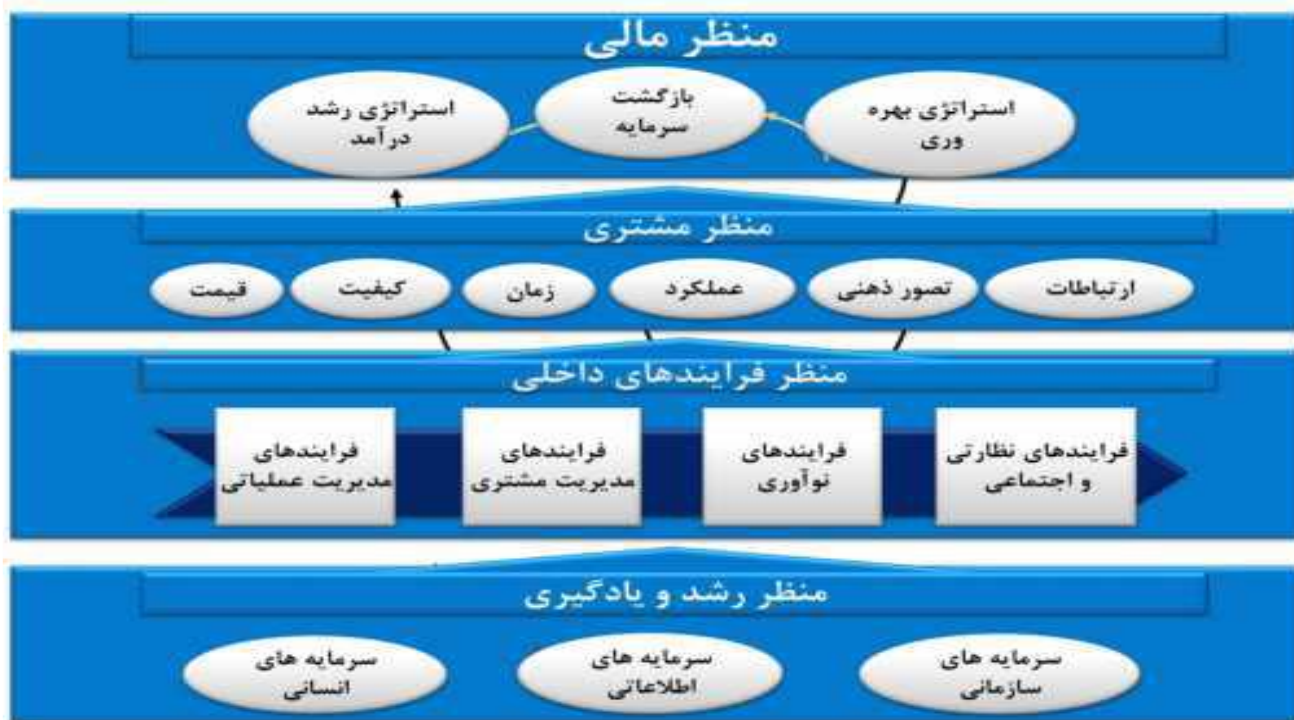 منظر مالی
استراتژی بهره
وری
بازگشت
سرمایه
استراتژی رشد
درآمد
منظر مشتری
ارتباطات
تصور ذهنی
عملکرد
زمان
کیفیت
قیمت
منظر فرایندهای داخلی
فرایندهای نظارتی
و اجتماعی
فرایندهای
نوآوری
فرایندهای
مدیریت مشتری
فرایندهای
مدیریت عملیاتی
منظر رشد و یادگیری
سرمایه های
سازمانی
سرمایه های
اطلاعاتی
سرمایه های
انسانی